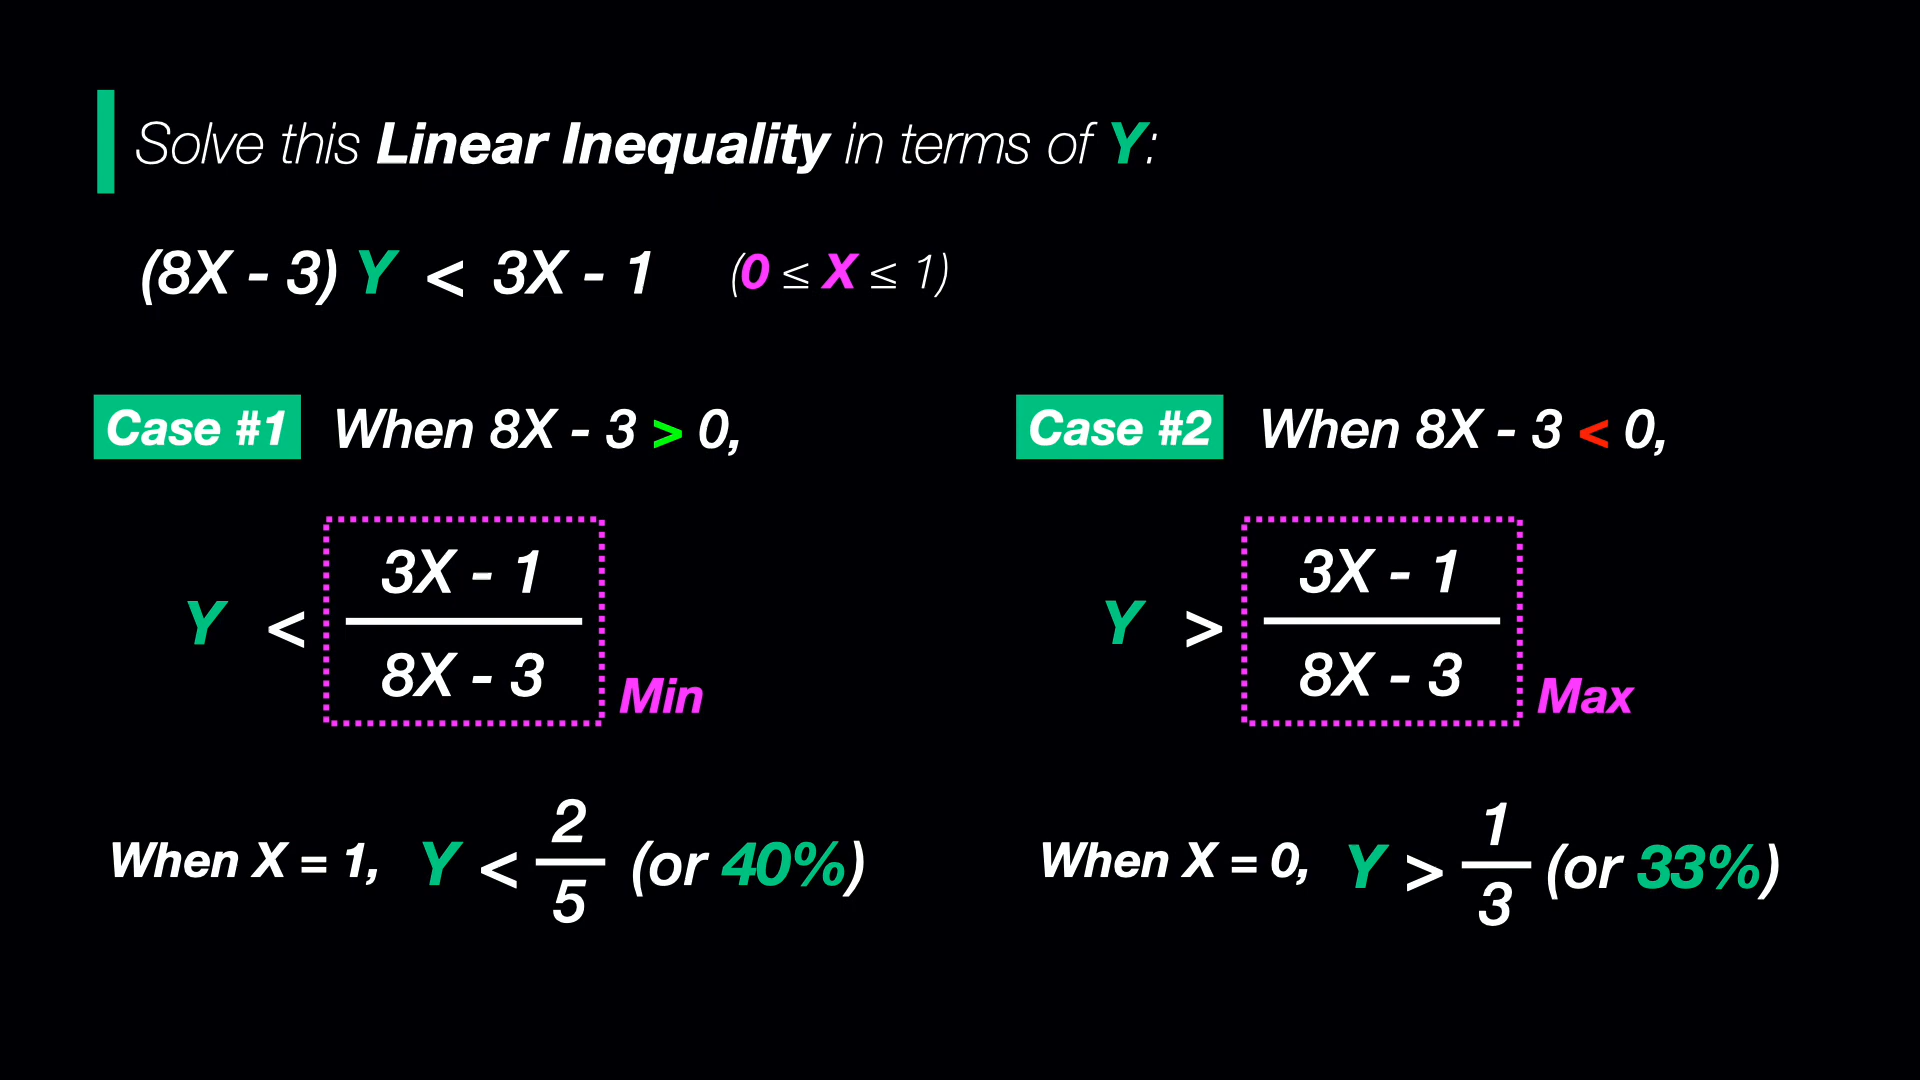 Solve this Linear Inequality in terms of Y:
(8X - 3) Y < 3X - 1 (0 ≤ X ≤ 1)
Case #1 When 8X - 3 > 0,
Y < 3X - 1
8X - 3
Min
When X = 1, Y < 2/5 (or 40%)
Case #2 When 8X - 3 < 0,
Y > 3X - 1
8X - 3
Max
When X = 0, Y > 1/3 (or 33%)